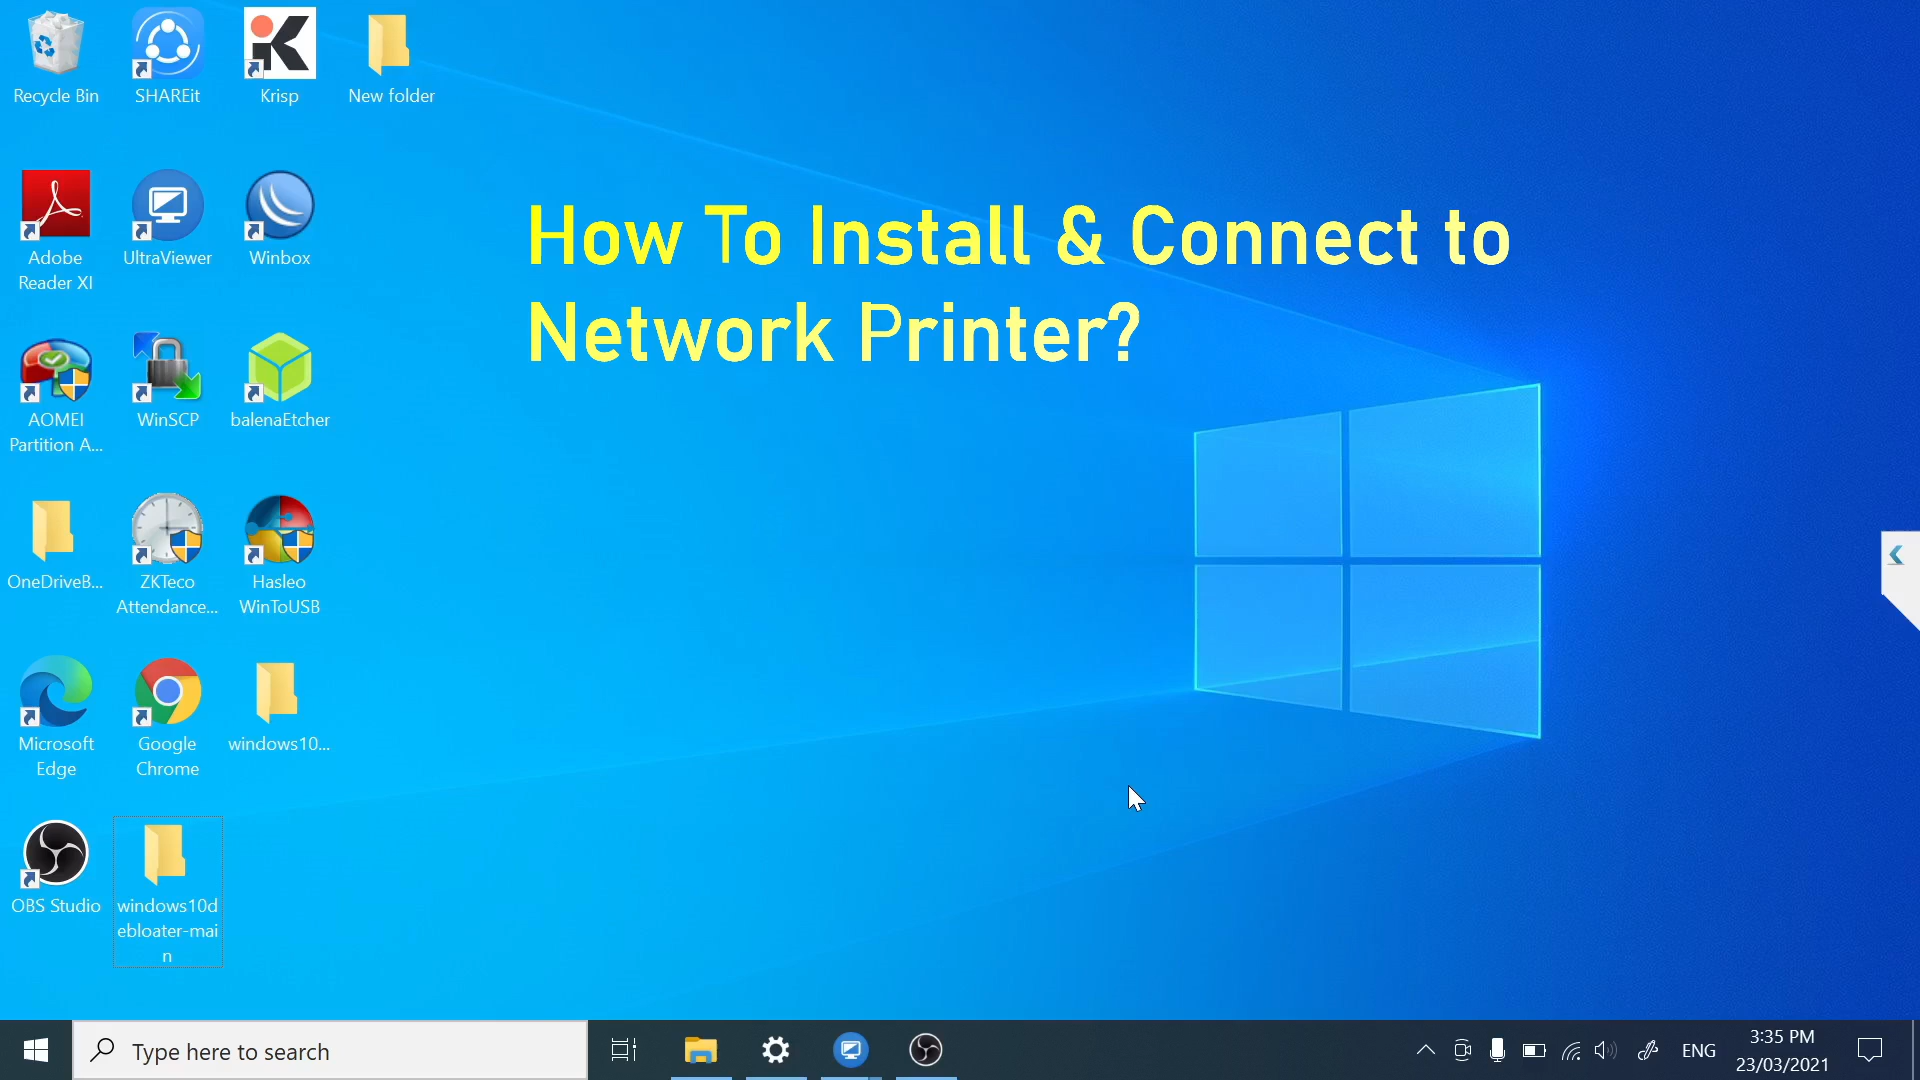 Recycle Bin
SHAREit
Krisp
New folder
Adobe
Reader XI
UltraViewer
Winbox
How To Install & Connect to
Network Printer?
AOMEI
Partition A...
WinSCP
balenaEtcher
OneDriveB...
ZKTeco
Attendance...
Hasleo
WinToUSB
Microsoft
Edge
Google
Chrome
windows10...
OBS Studio
windows10d
ebloater-mai
n
Type here to search
ENG
3:35 PM
23/03/2021